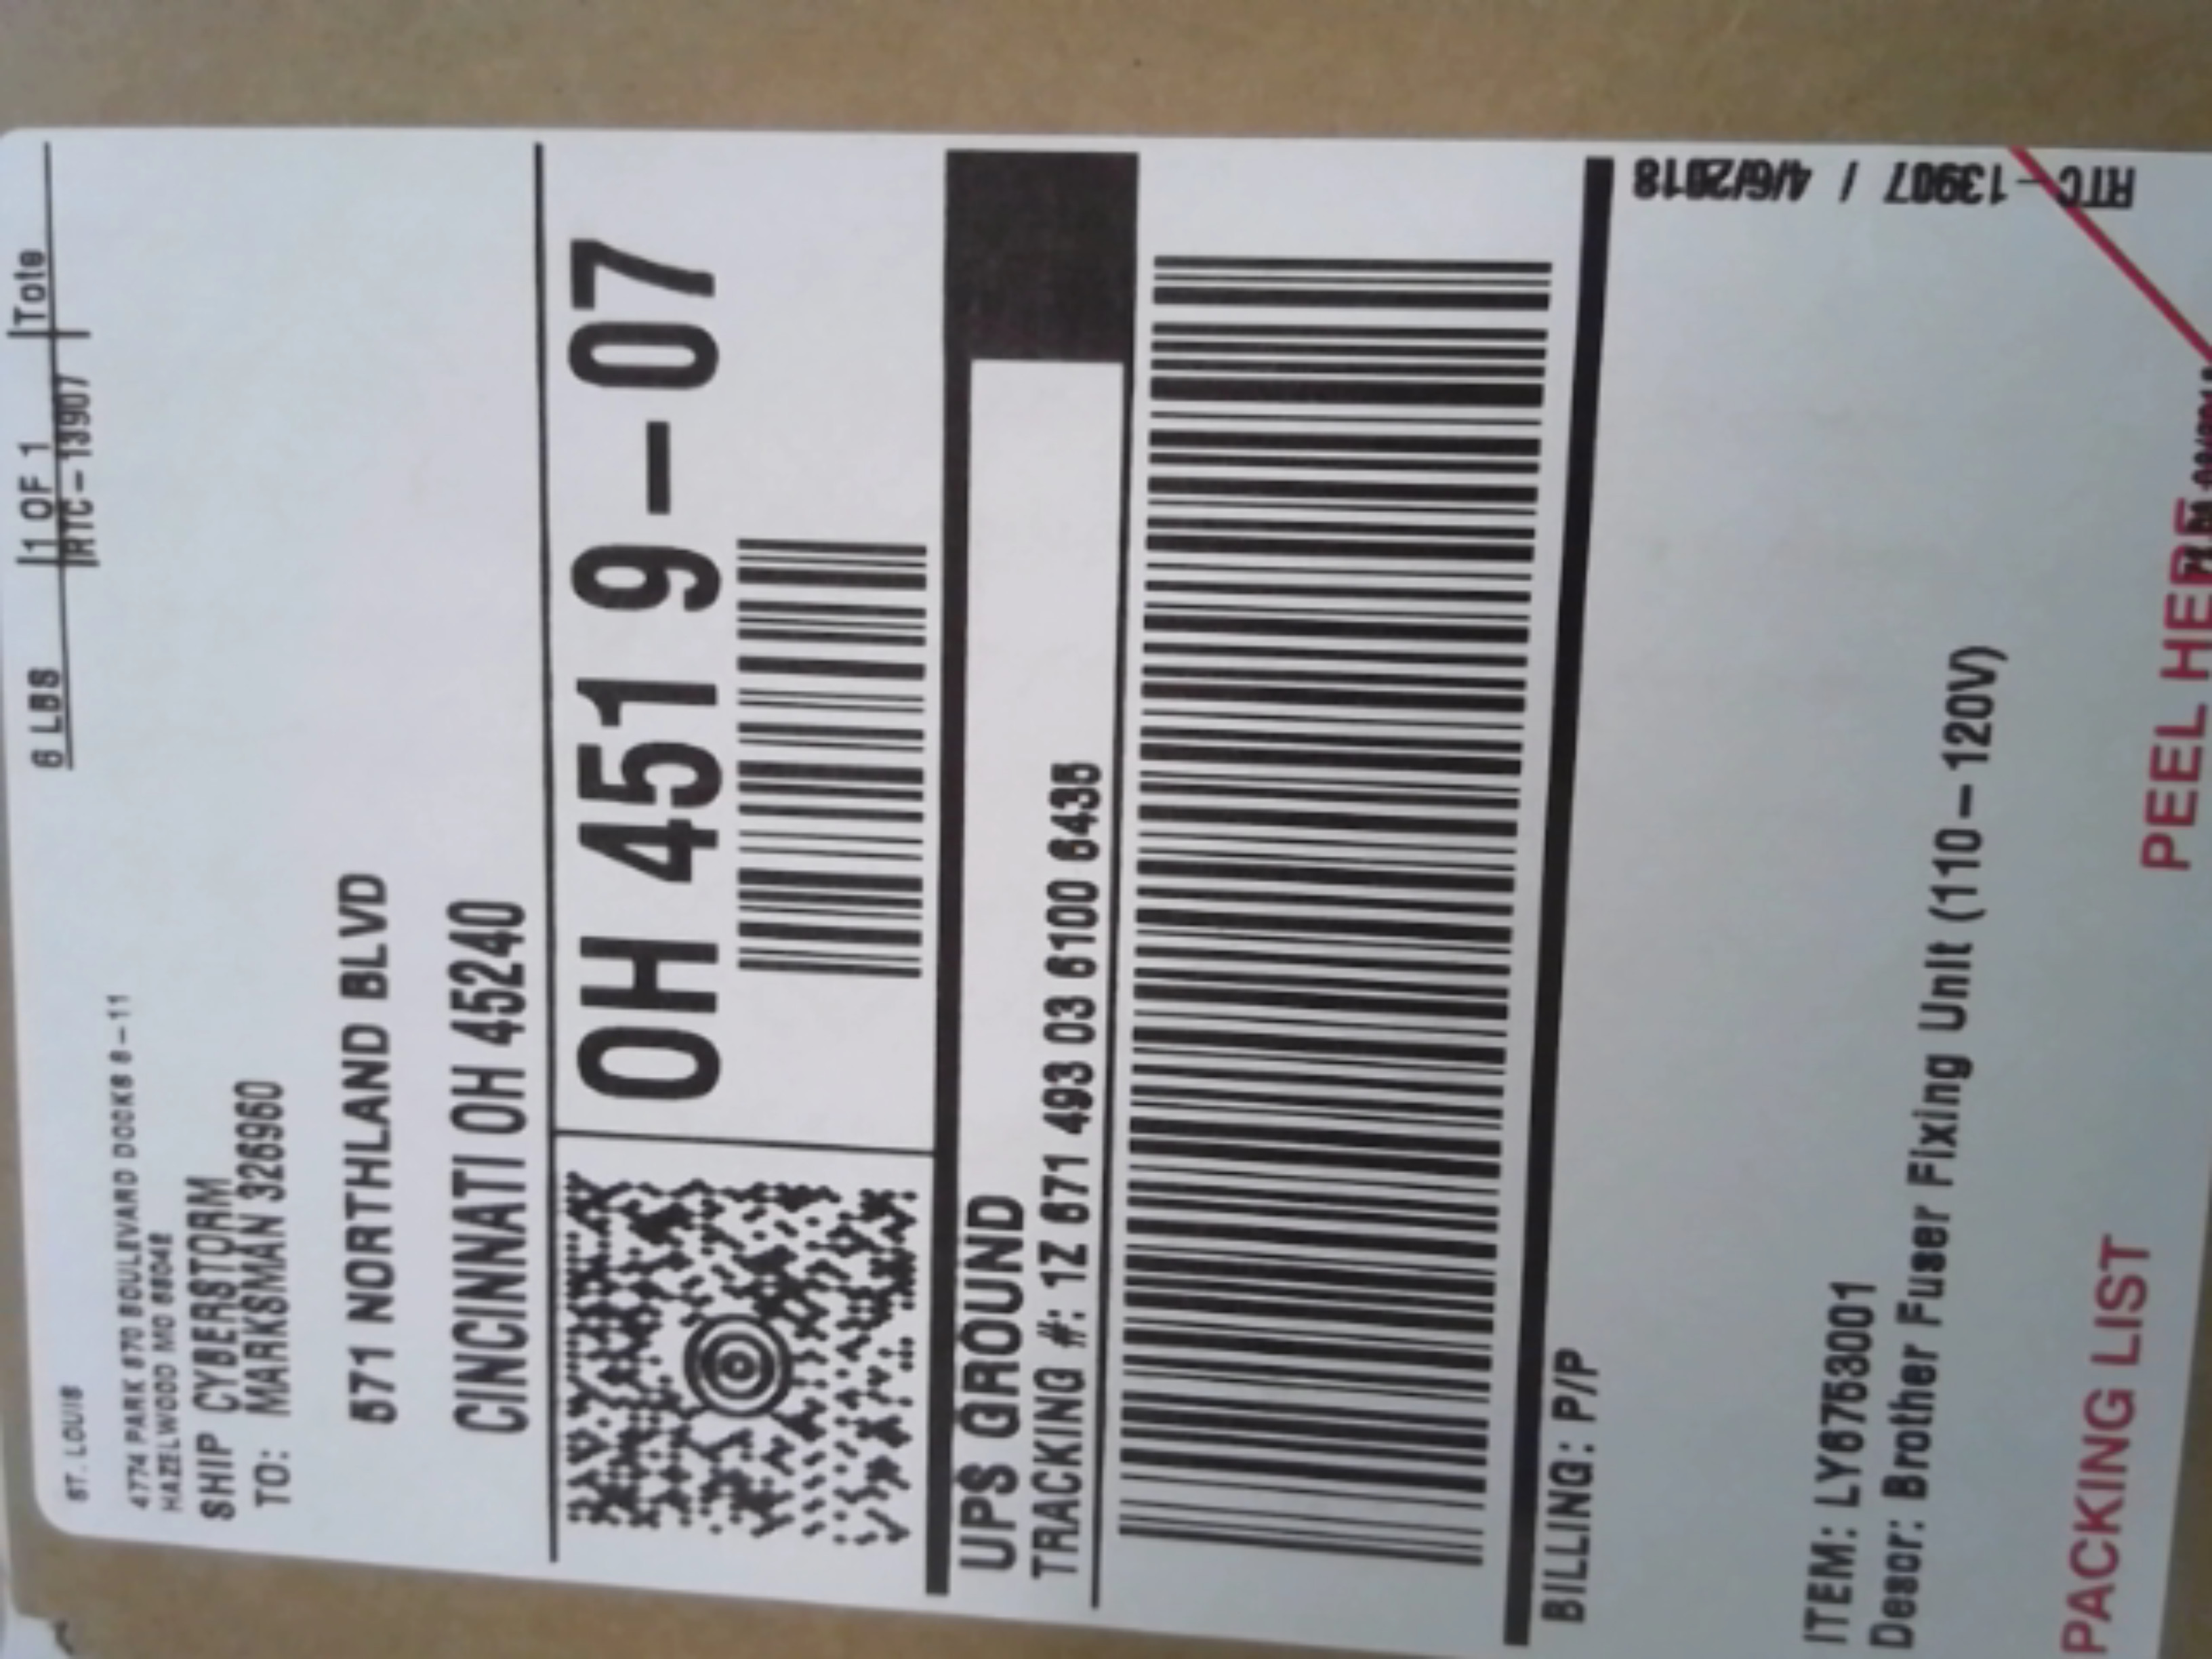 6 LBS 1 OF 1 Tote
RTC-13907
ST. LOUIS
4774 PARK 370 BOULEVARD DOCKS 8-11
HAZELWOOD MO
SHIP CYBERSTORM
TO: MARKSMAN 326960
571 NORTHLAND BLVD
CINCINNATI OH 45240
OH 451 9-07
UPS GROUND
TRACKING #: 1Z 671 493 03 6100 6435
BILLING: P/P
RTC-13907 / 4/6/2018
ITEM: LY6753001
Descr: Brother Fuser Fixing Unit (110-120V)
PACKING LIST
PEEL HERE